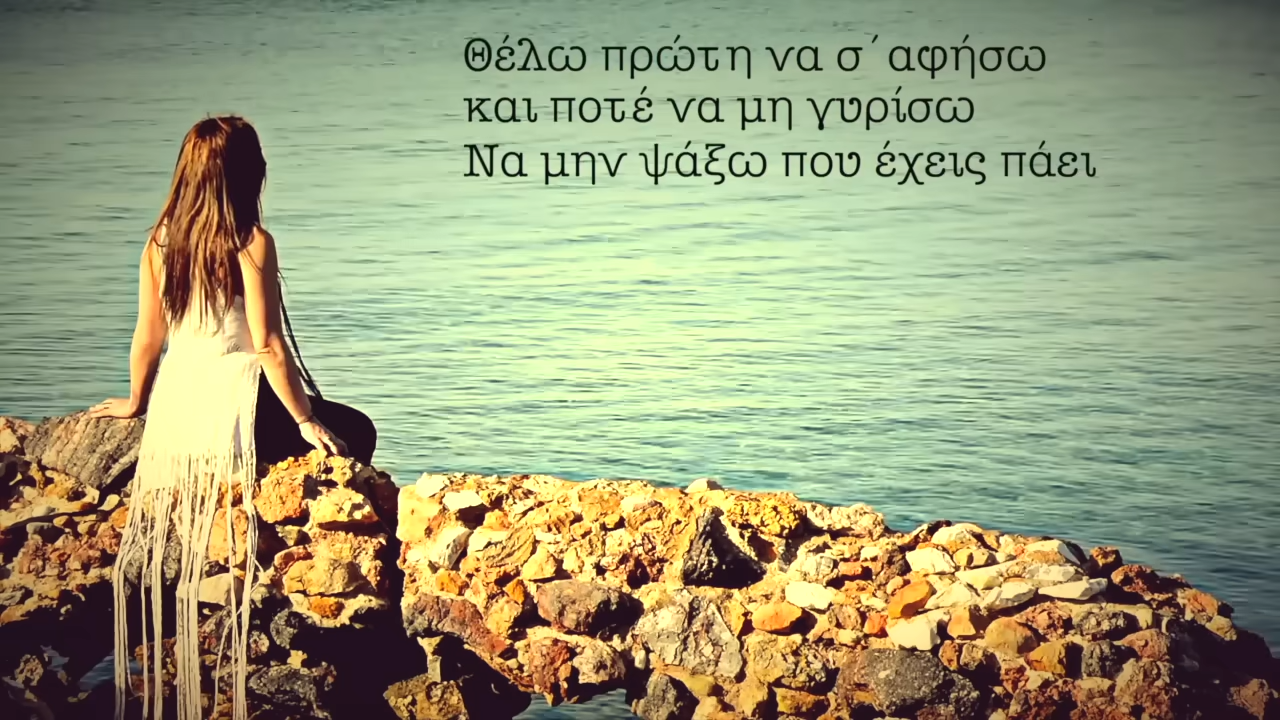 Θέλω πρώτη να σ΄αφήσω
και ποτέ να μη γυρίσω
Να μην ψάξω που έχεις πάει